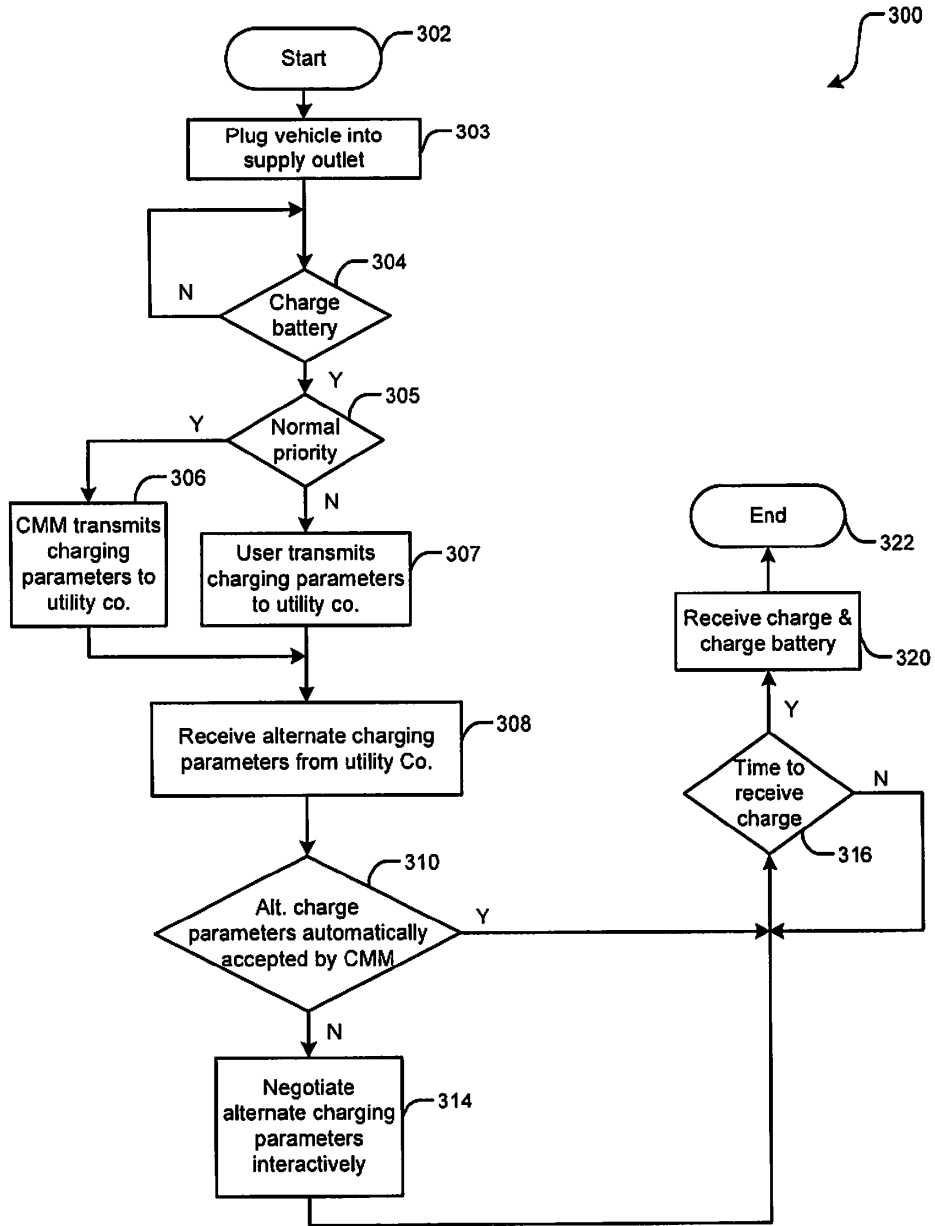 300
Start
302
Plug vehicle into
supply outlet
303
304
Charge
battery
N
Y
305
Normal
priority
Y
N
306
CMM transmits
charging
parameters to
utility co.
User transmits
charging parameters
to utility co.
307
Receive alternate charging
parameters from utility Co.
308
310
Alt. charge
parameters automatically
accepted by CMM
Y
N
Negotiate
alternate charging
parameters
interactively
314
End
322
Receive charge &
charge battery
320
Y
Time to
receive
charge
N
316